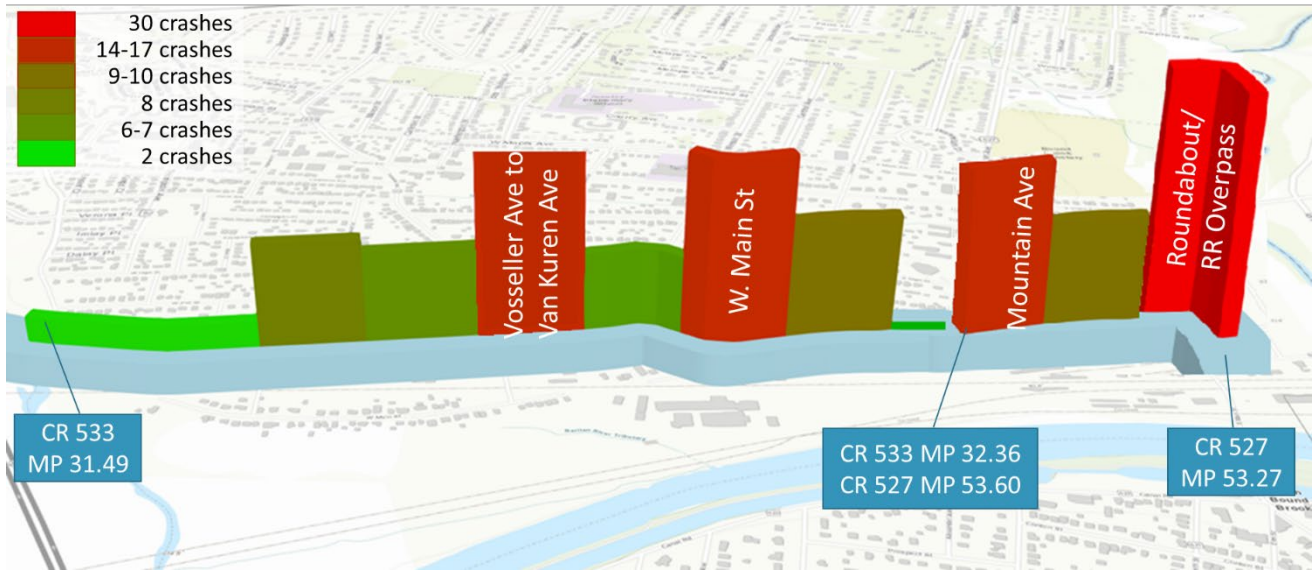 30 crashes
14-17 crashes
9-10 crashes
8 crashes
6-7 crashes
2 crashes
Vosseller Ave to
Van Kuren Ave
W. Main St
Mountain Ave
Roundabout/
RR Overpass
CR 533
MP 31.49
CR 533 MP 32.36
CR 527 MP 53.60
CR 527
MP 53.27